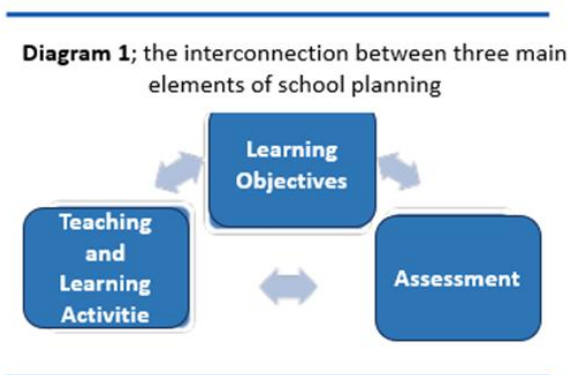 Diagram 1; the interconnection between three main
elements of school planning
Learning
Objectives
Teaching
and
Learning
Activitie
Assessment